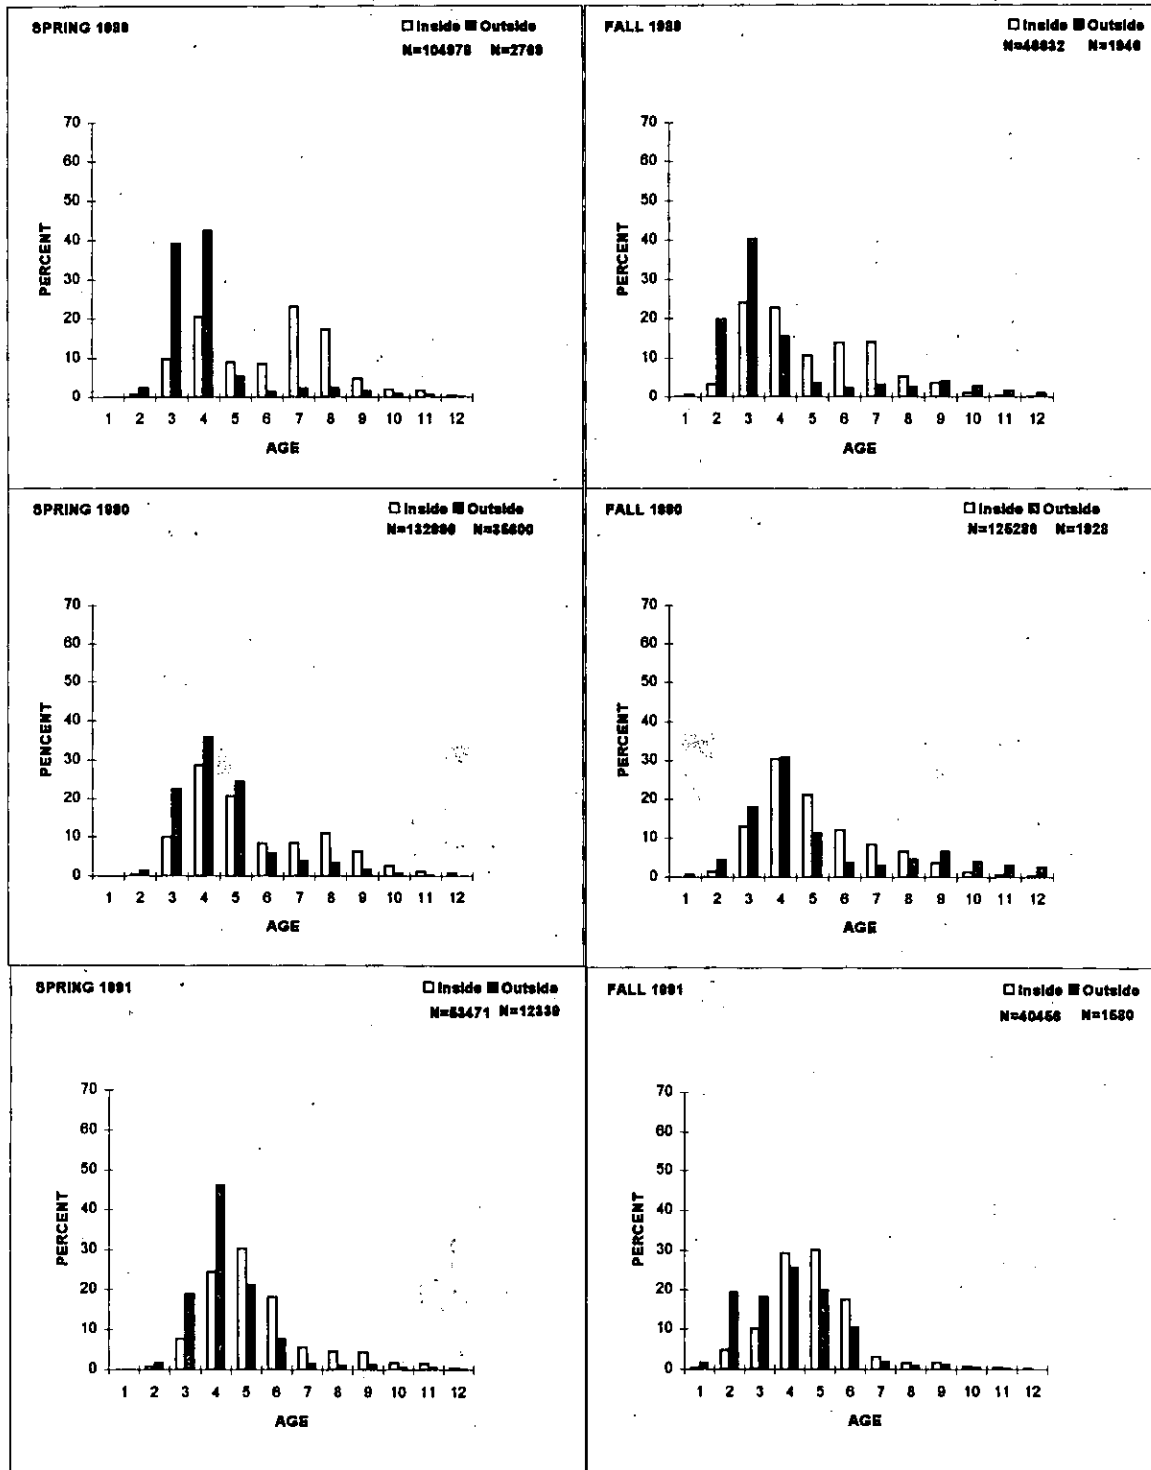 SPRING 1989
□ Inside ■ Outside
N=104978 N=2769
70
60
50
40
30
20
10
0
PERCENT
1 2 3 4 5 6 7 8 9 10 11 12
AGE
FALL 1989
□ Inside ■ Outside
N=46832 N=1946
70
60
50
40
30
20
10
0
PERCENT
1 2 3 4 5 6 7 8 9 10 11 12
AGE
SPRING 1990
□ Inside ■ Outside
N=35600
70
60
50
40
30
20
10
0
PERCENT
1 2 3 4 5 6 7 8 9 10 11 12
AGE
FALL 1990
□ Inside ■ Outside
N=125286 N=1928
70
60
50
40
30
20
10
0
PERCENT
1 2 3 4 5 6 7 8 9 10 11 12
AGE
SPRING 1991
□ Inside ■ Outside
N=53471 N=12339
70
60
50
40
30
20
10
0
PERCENT
1 2 3 4 5 6 7 8 9 10 11 12
AGE
FALL 1991
□ Inside ■ Outside
N=40456 N=1580
70
60
50
40
30
20
10
0
PERCENT
1 2 3 4 5 6 7 8 9 10 11 12
AGE